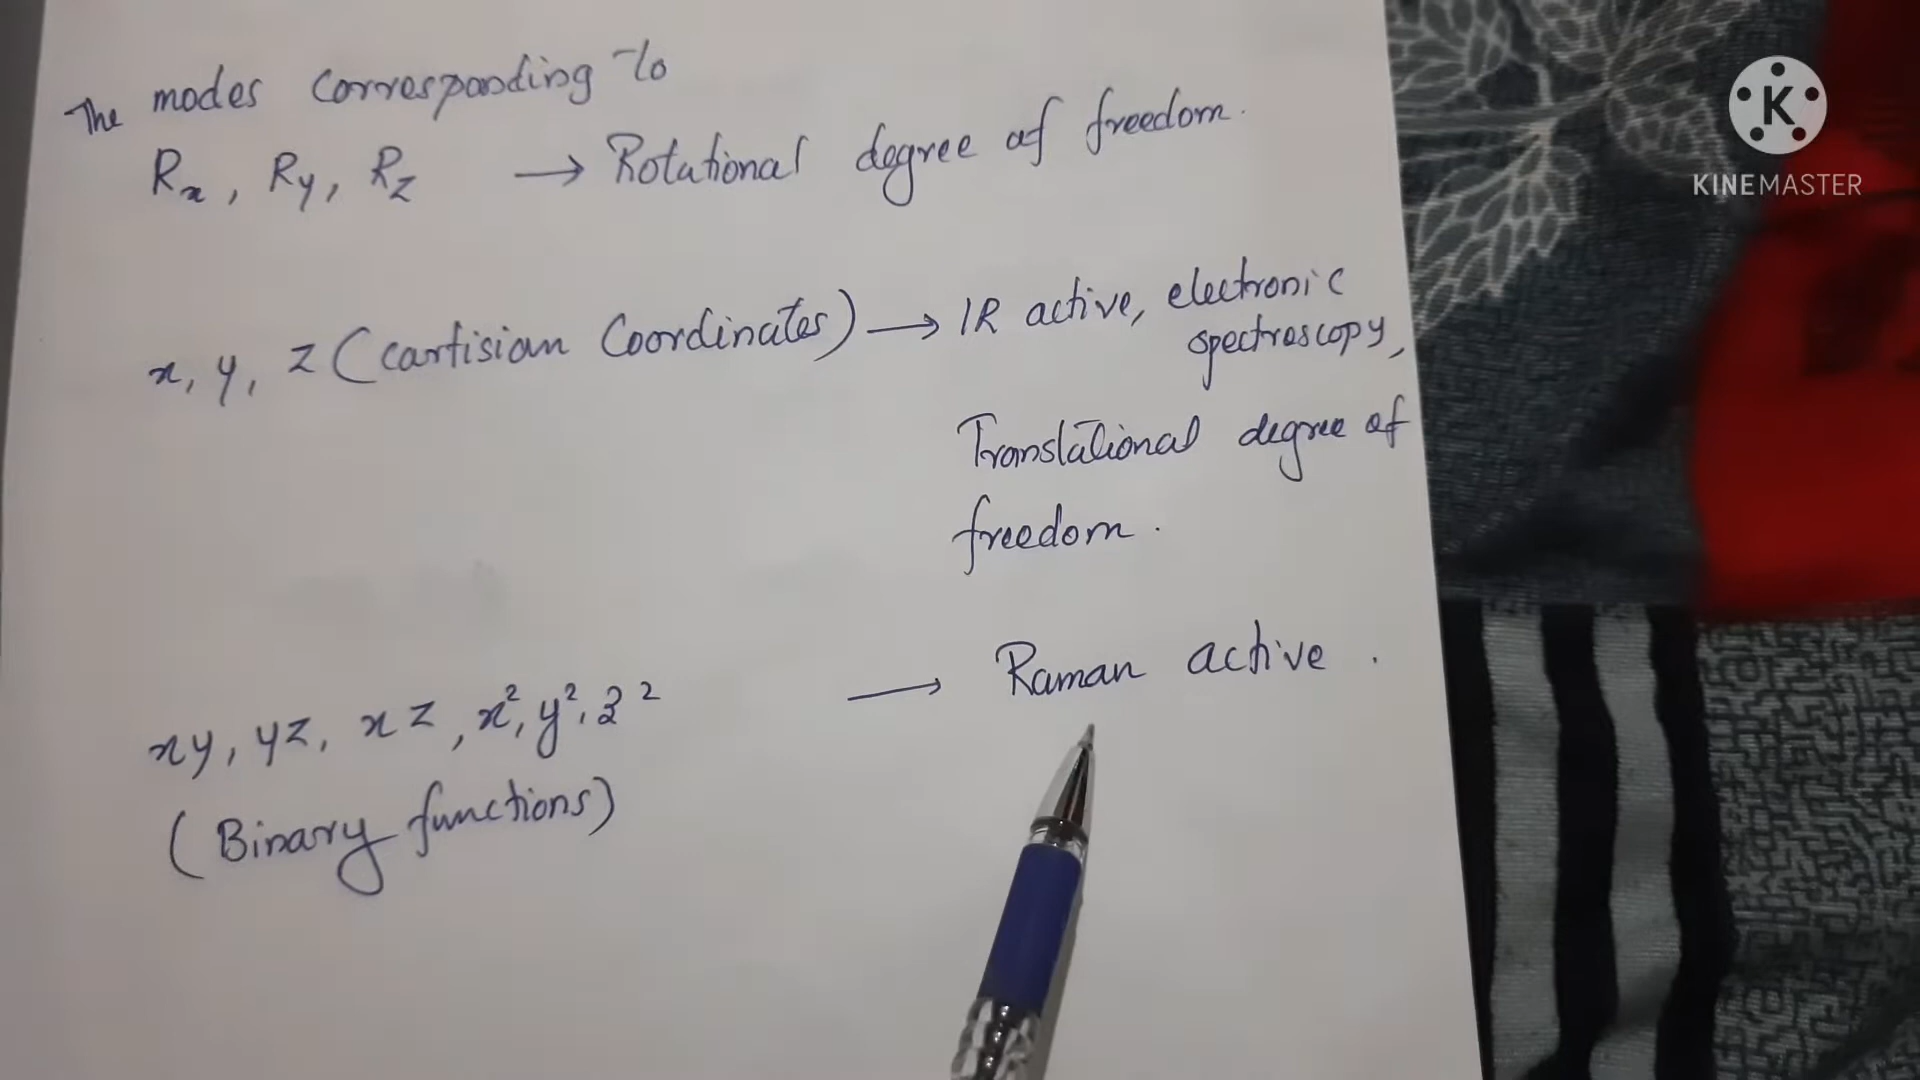 The modes corresponding to
Rx, Ry, Rz → Rotational degree of freedom.
x, y, z (cartisian Coordinates) → IR active, electronic
spectroscopy,
Translational degree of
freedom.
xy, yz, xz, x², y², z² → Raman active.
(Binary functions)
K
KINEMASTER